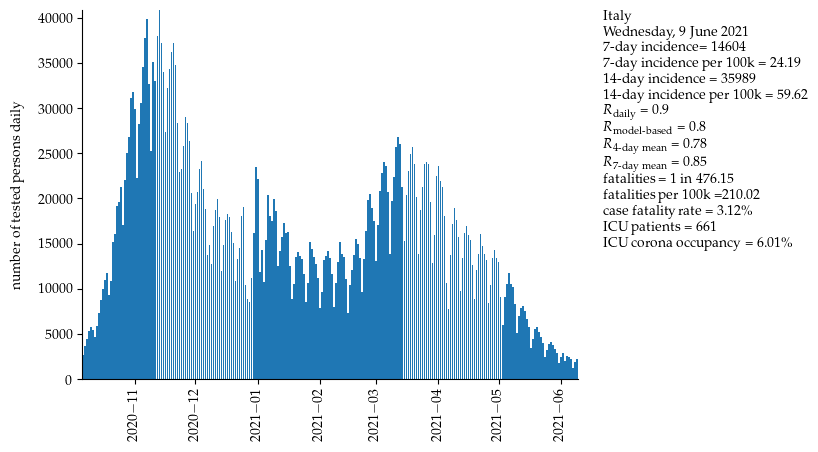 40000
35000
30000
25000
20000
15000
10000
5000
0
number of tested persons daily
2020−11
2020−12
2021−01
2021−02
2021−03
2021−04
2021−05
2021−06
Italy
Wednesday, 9 June 2021
7-day incidence= 14604
7-day incidence per 100k = 24.19
14-day incidence = 35989
14-day incidence per 100k = 59.62
R daily = 0.9
R model-based = 0.8
R 4-day mean = 0.78
R 7-day mean = 0.85
fatalities = 1 in 476.15
fatalities per 100k =210.02
case fatality rate = 3.12%
ICU patients = 661
ICU corona occupancy = 6.01%